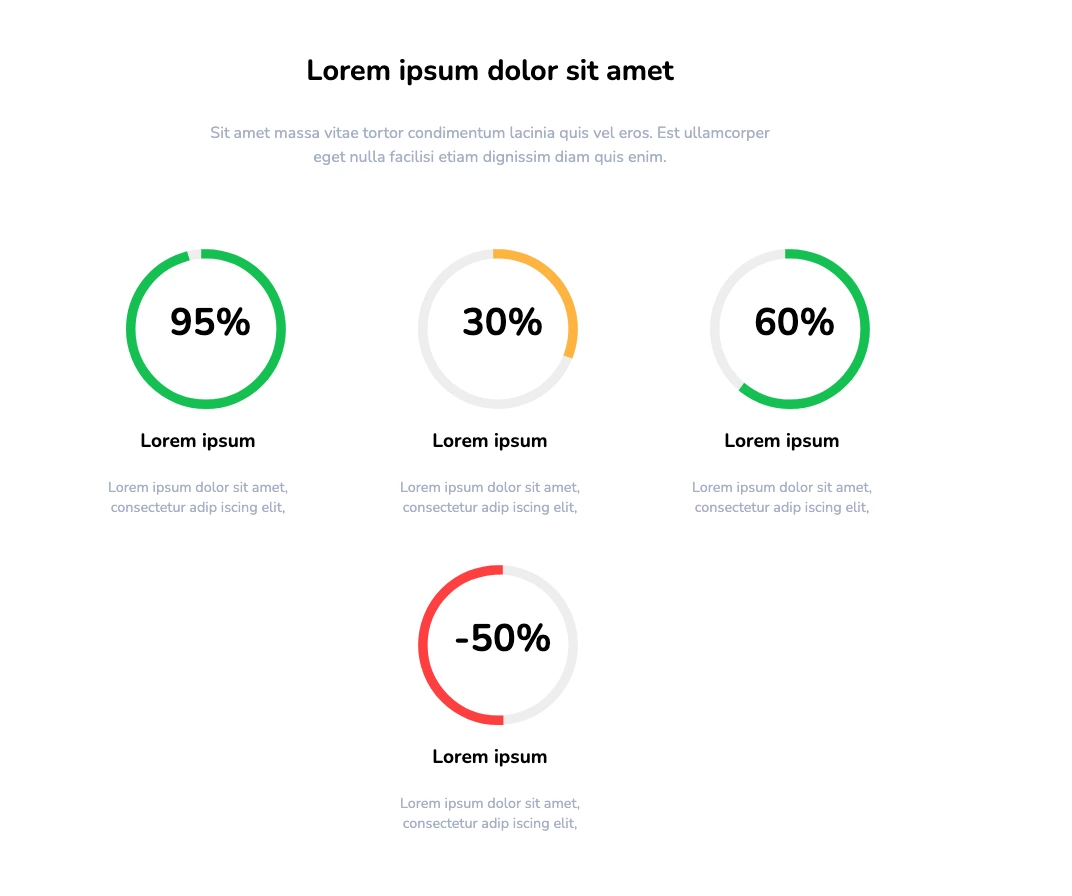 Lorem ipsum dolor sit amet
Sit amet massa vitae tortor condimentum lacinia quis vel eros. Est ullamcorper
eget nulla facilisi etiam dignissim diam quis enim.
95%
30%
60%
Lorem ipsum
Lorem ipsum
Lorem ipsum
Lorem ipsum dolor sit amet,
consectetur adip iscing elit,
Lorem ipsum dolor sit amet,
consectetur adip iscing elit,
Lorem ipsum dolor sit amet,
consectetur adip iscing elit,
-50%
Lorem ipsum
Lorem ipsum dolor sit amet,
consectetur adip iscing elit,